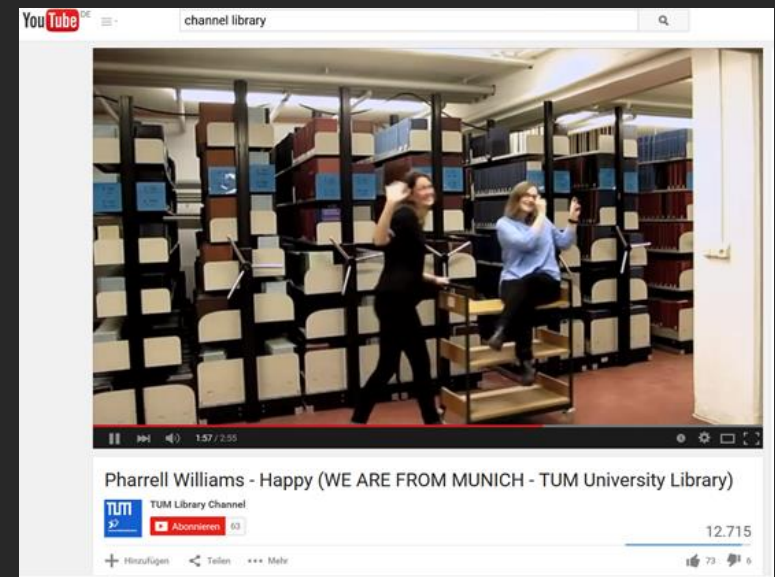 YouTube DE
channel library
1:57 / 2:55
Pharrell Williams - Happy (WE ARE FROM MUNICH - TUM University Library)
TUM
TUM Library Channel
Abonnieren 63
12.715
Hinzufügen Teilen Mehr
73 6